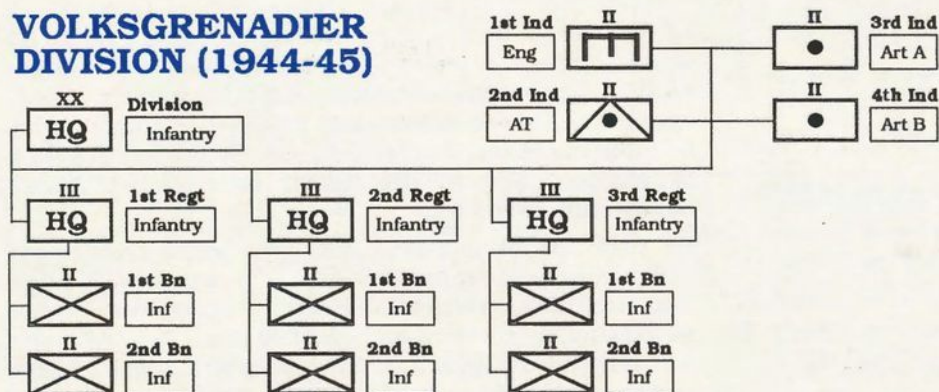 VOLKSGRENADIER
DIVISION (1944-45)
1st Ind
II
Eng
II
3rd Ind
Art A
2nd Ind
II
AT
II
4th Ind
Art B
XX
HQ
Division
Infantry
III
HQ
1st Regt
Infantry
III
HQ
2nd Regt
Infantry
III
HQ
3rd Regt
Infantry
II
1st Bn
Inf
II
1st Bn
Inf
II
1st Bn
Inf
II
2nd Bn
Inf
II
2nd Bn
Inf
II
2nd Bn
Inf